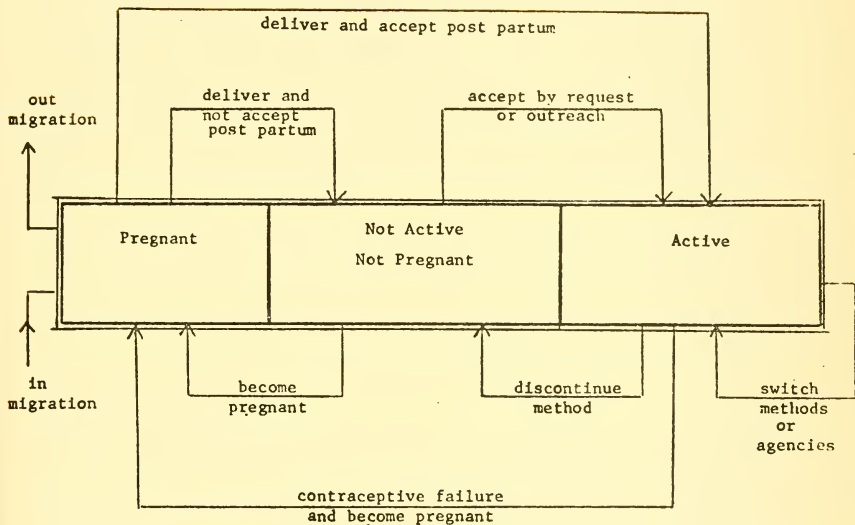 deliver and accept post partum
out
migration
deliver and
not accept
post partum
accept by request
or outreach
Pregnant
Not Active
Not Pregnant
Active
in
migration
become
pregnant
discontinue
method
switch
methods
or
agencies
contraceptive failure
and become pregnant